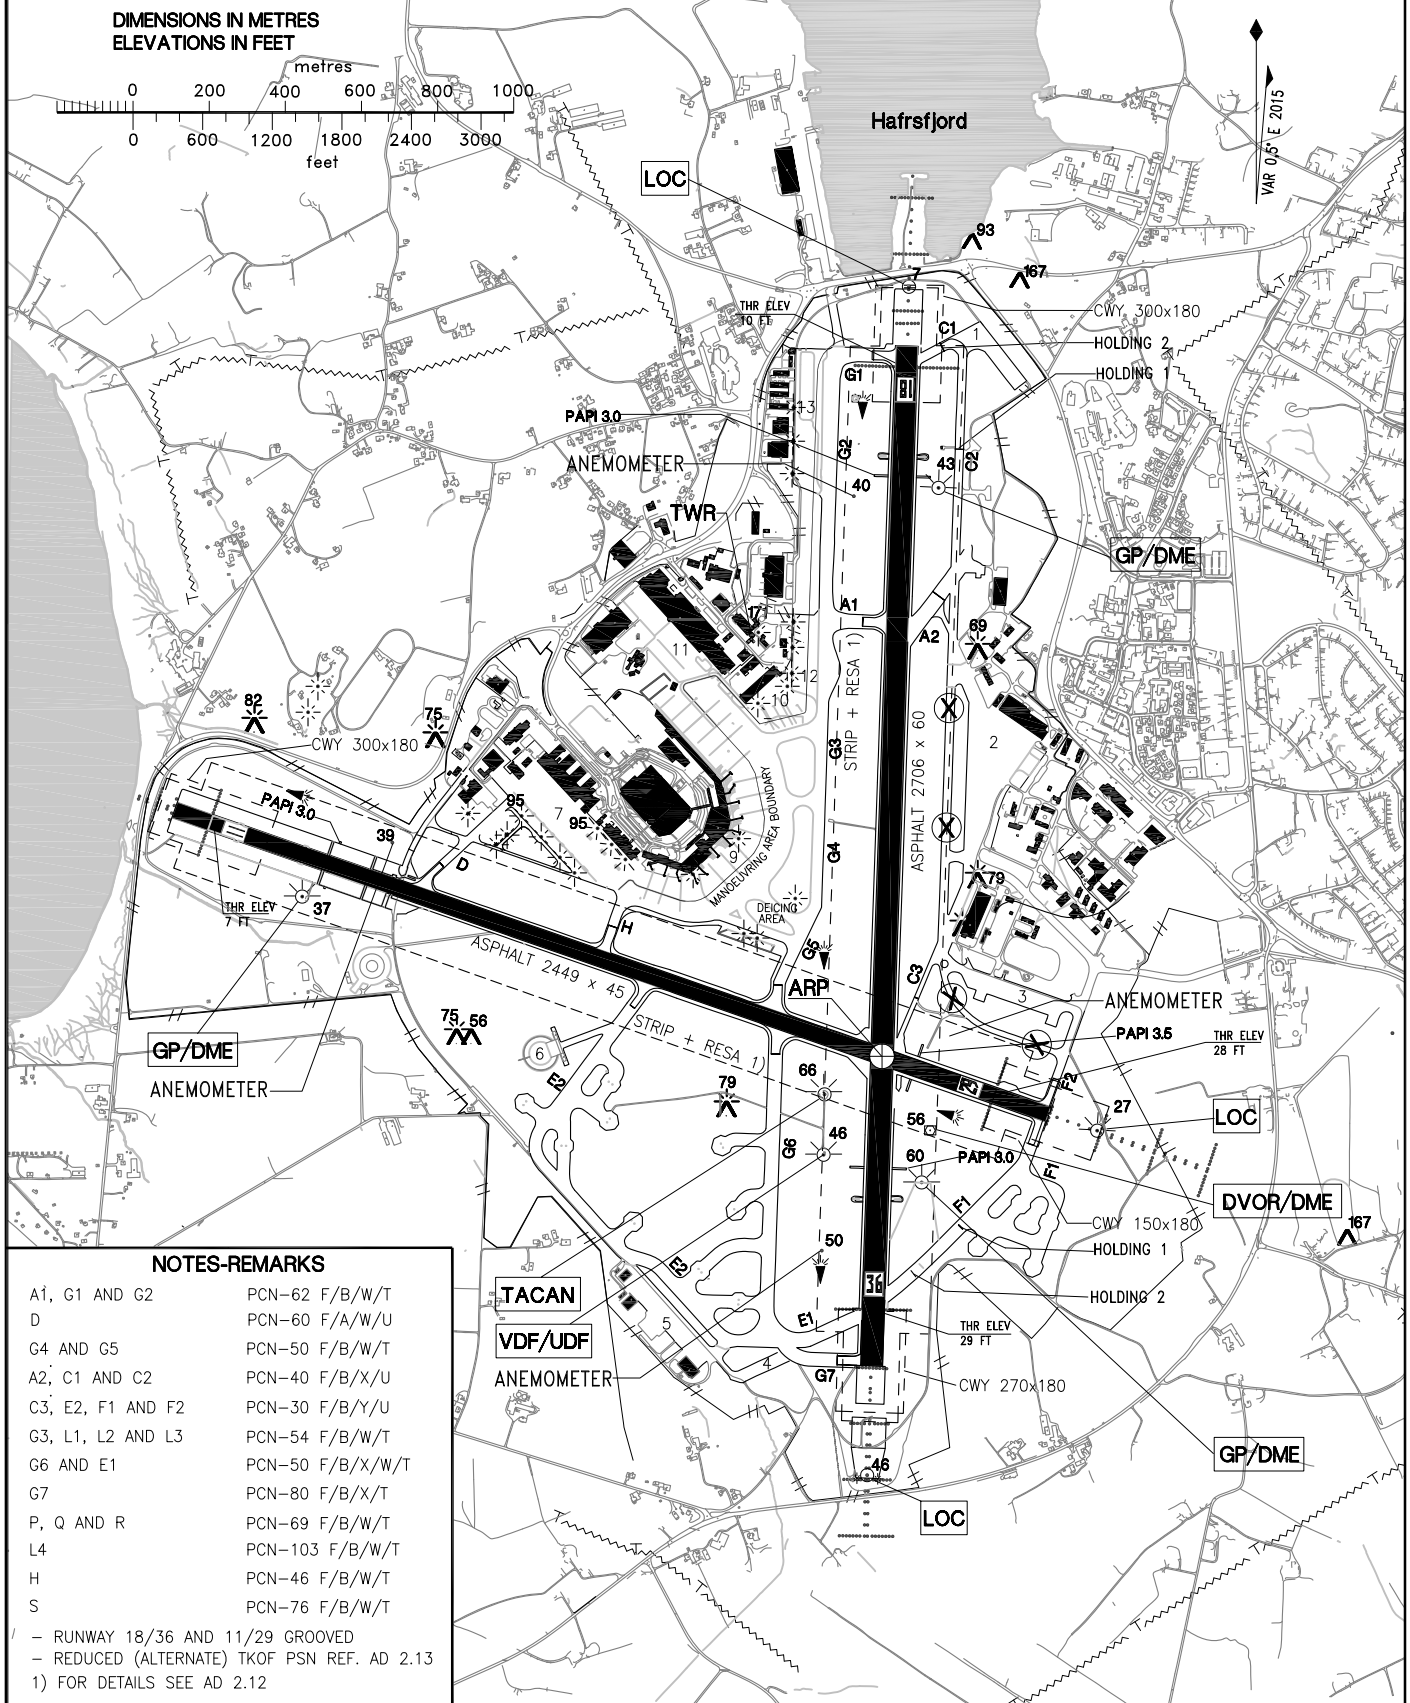 DIMENSIONS IN METRES
ELEVATIONS IN FEET
metres
0 200 400 600 800 1000
0 600 1200 1800 2400 3000
feet
Hafrsfjord
VAR 0,5° E 2015
LOC
93
167
7
THR ELEV
10 FT
CWY 300x180
C1
1
HOLDING 2
HOLDING 1
G1
18
PAPI 3.0
13
G2
C2
ANEMOMETER
43
40
TWR
GP/DME
A1
17
A2
69
11
12
10
STRIP + RESA 1)
82
75
CWY 300x180
G3
2
ASPHALT 2706 x 60
MANOEUVRING AREA BOUNDARY
PAPI 3.0
39
95
7
95
9
G4
D
79
THR ELEV
7 FT
37
DEICING
AREA
H
ASPHALT 2449 x 45
G5
C3
ARP
3
ANEMOMETER
75
56
STRIP + RESA 1)
PAPI 3.5
THR ELEV
28 FT
GP/DME
6
ANEMOMETER
E2
66
79
29
F2
27
LOC
56
46
G6
60
PAPI 3.0
F1
F1
DVOR/DME
CWY 150x180
167
50
HOLDING 1
E2
36
TACAN
HOLDING 2
VDF/UDF
E1
THR ELEV
29 FT
5
4
ANEMOMETER
G7
CWY 270x180
GP/DME
46
LOC
NOTES-REMARKS
A1, G1 AND G2 PCN-62 F/B/W/T
D PCN-60 F/A/W/U
G4 AND G5 PCN-50 F/B/W/T
A2, C1 AND C2 PCN-40 F/B/X/U
C3, E2, F1 AND F2 PCN-30 F/B/Y/U
G3, L1, L2 AND L3 PCN-54 F/B/W/T
G6 AND E1 PCN-50 F/B/X/W/T
G7 PCN-80 F/B/X/T
P, Q AND R PCN-69 F/B/W/T
L4 PCN-103 F/B/W/T
H PCN-46 F/B/W/T
S PCN-76 F/B/W/T
– RUNWAY 18/36 AND 11/29 GROOVED
– REDUCED (ALTERNATE) TKOF PSN REF. AD 2.13
1) FOR DETAILS SEE AD 2.12